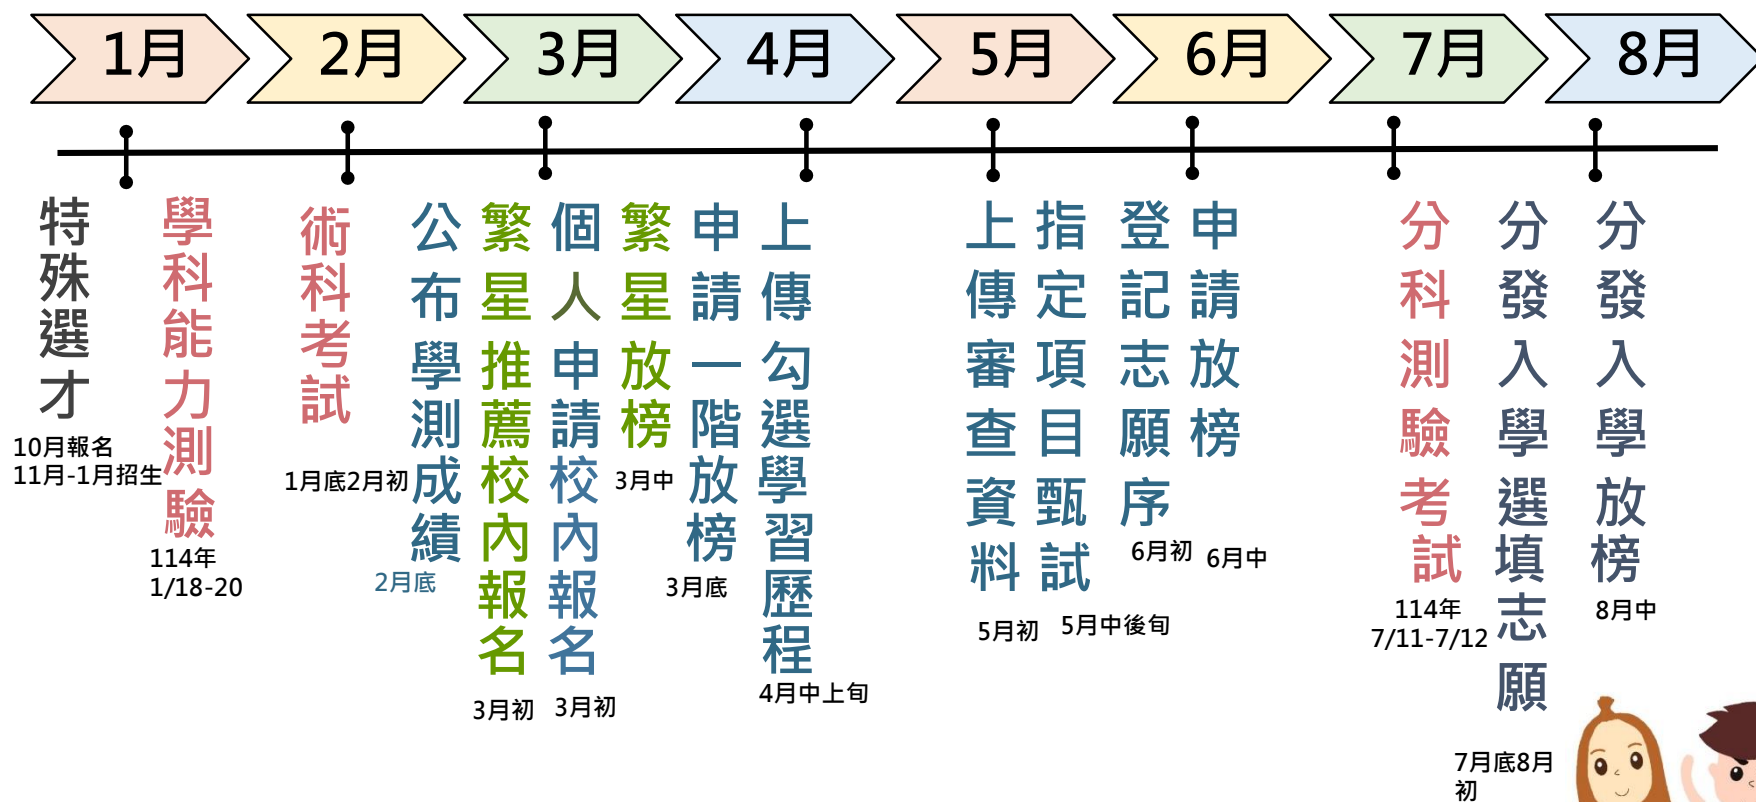 1月
2月
3月
4月
5月
6月
7月
8月
特殊選才
10月報名
11月-1月招生
學科能力測驗
114年
1/18-20
術科考試
1月底2月初
公布學測成績
2月底
繁星推薦校內報名
3月初
個人申請校內報名
3月初
繁星放榜
3月中
申請一階放榜
3月底
上傳勾選學習歷程
4月中上旬
上傳審查資料
5月初
指定項目甄試
5月中後旬
登記志願序
6月初
申請放榜
6月中
分科測驗考試
114年
7/11-7/12
分發入學選填志願
7月底8月
初
分發入學放榜
8月中